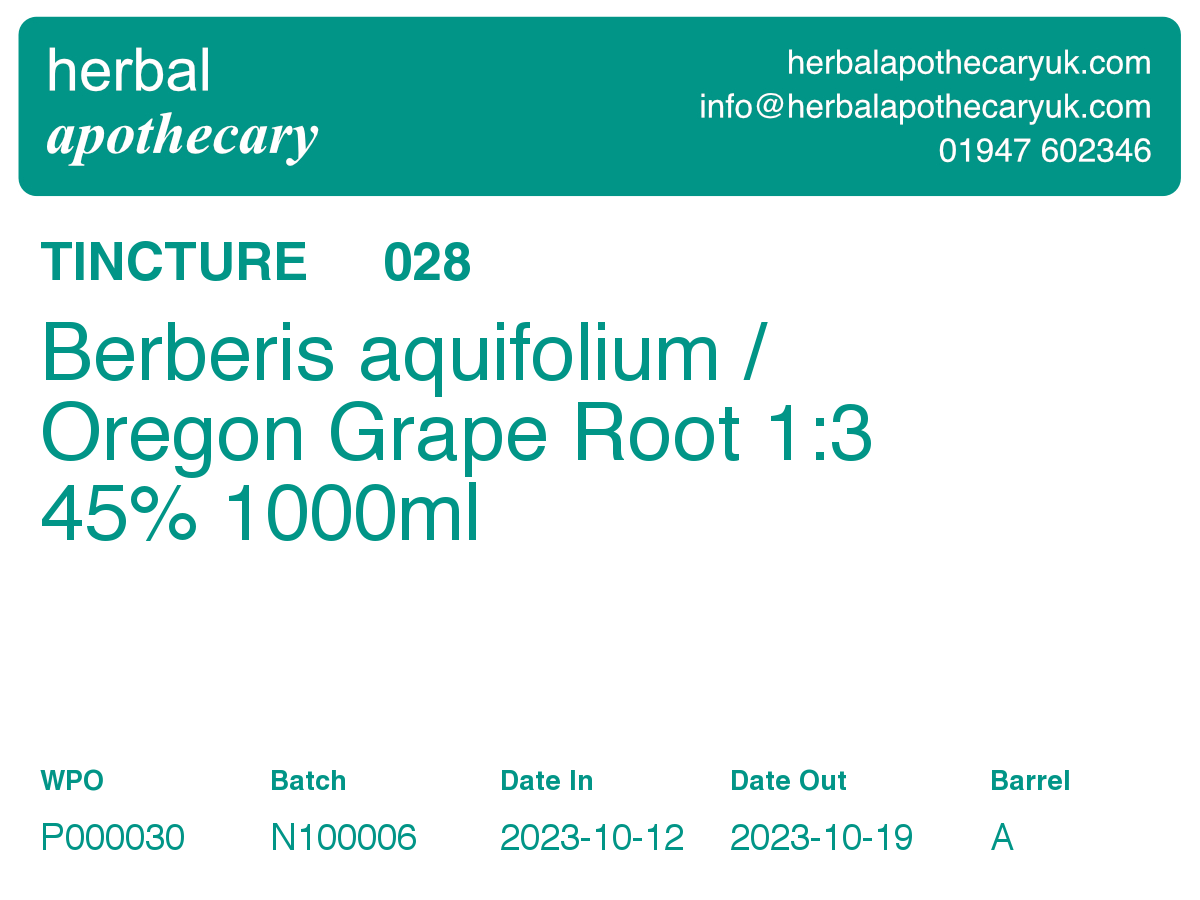 herbal
apothecary
herbalapothecaryuk.com
info@herbalapothecaryuk.com
01947 602346
TINCTURE 028
Berberis aquifolium /
Oregon Grape Root 1:3
45% 1000ml
WPO Batch Date In Date Out Barrel
P000030 N100006 2023-10-12 2023-10-19 A